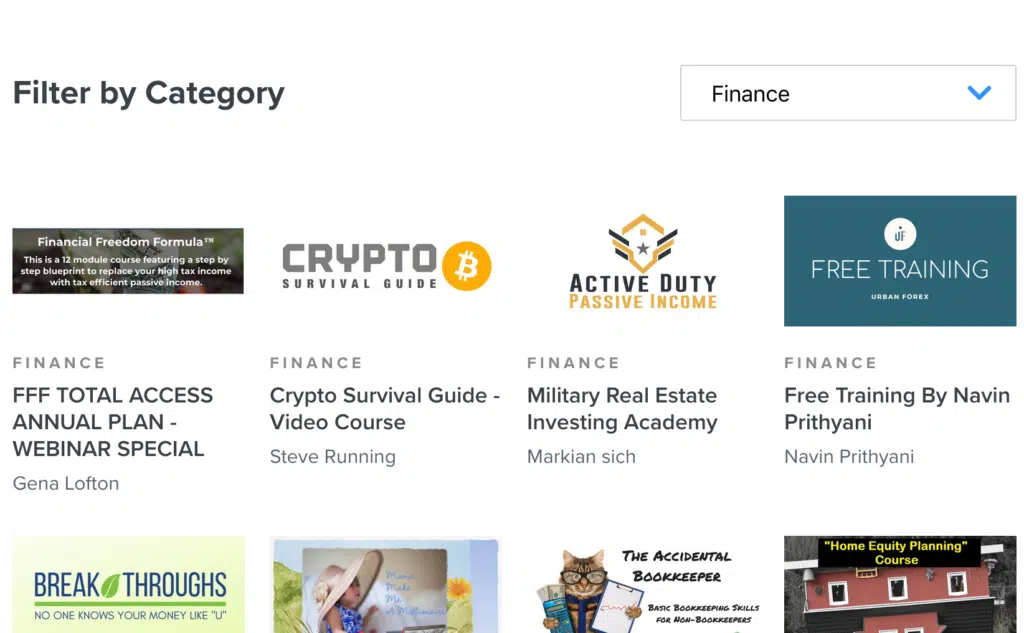 Filter by Category
Finance
Financial Freedom Formula™
This is a 12 module course featuring a step by
step blueprint to replace your high tax income
with tax efficient passive income.
CRYPTO
SURVIVAL GUIDE
ACTIVE DUTY
PASSIVE INCOME
UF
FREE TRAINING
URBAN FOREX
FINANCE
FFF TOTAL ACCESS
ANNUAL PLAN -
WEBINAR SPECIAL
Gena Lofton
FINANCE
Crypto Survival Guide -
Video Course
Steve Running
FINANCE
Military Real Estate
Investing Academy
Markian sich
FINANCE
Free Training By Navin
Prithyani
Navin Prithyani
BREAK THROUGHS
NO ONE KNOWS YOUR MONEY LIKE "U"
Mama,
Make
Me
A Millionaire
THE ACCIDENTAL
BOOKKEEPER
BASIC BOOKKEEPING SKILLS
FOR NON-BOOKKEEPERS
"Home Equity Planning"
Course